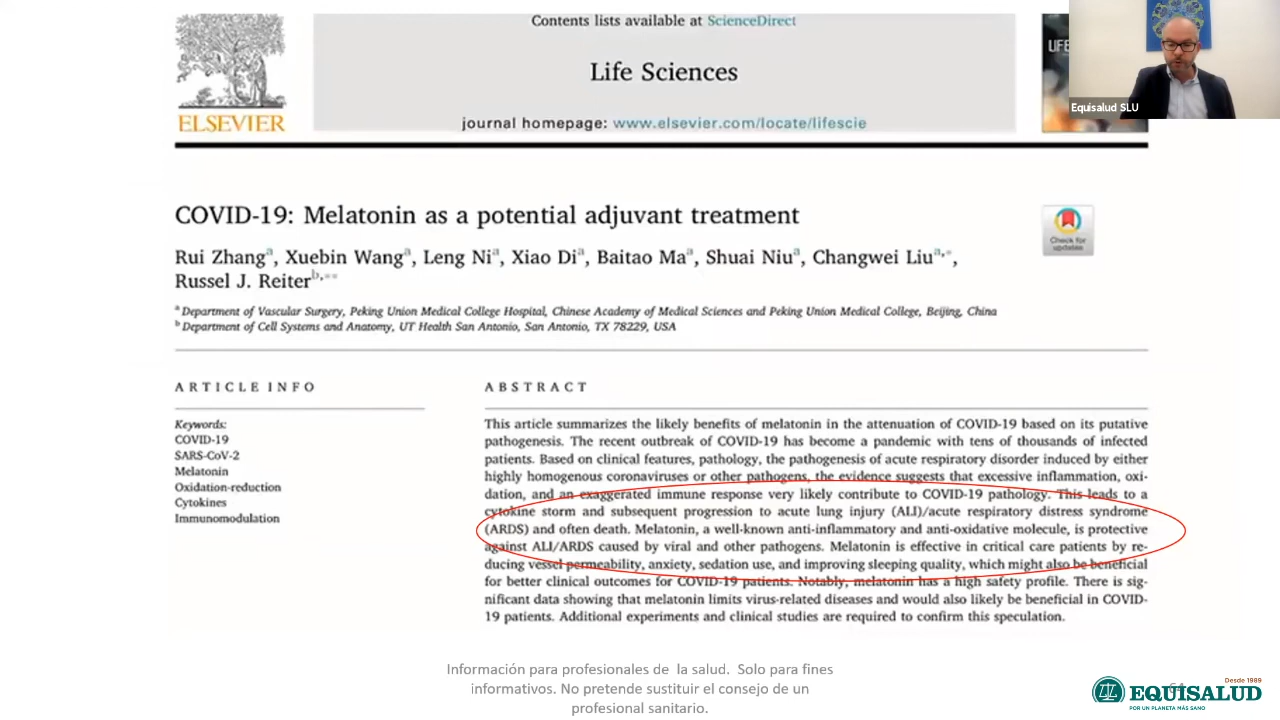 Contents lists available at ScienceDirect
Life Sciences
journal homepage: www.elsevier.com/locate/lifescie
ELSEVIER
LIFE
Equisalud SLU
COVID-19: Melatonin as a potential adjuvant treatment
Check for
updates
Rui Zhangᵃ, Xuebin Wangᵃ, Leng Niᵃ, Xiao Diᵃ, Baitao Maᵃ, Shuai Niuᵃ, Changwei Liuᵃ,*,
Russel J. Reiterᵇ,**
ᵃ Department of Vascular Surgery, Peking Union Medical College Hospital, Chinese Academy of Medical Sciences and Peking Union Medical College, Beijing, China
ᵇ Department of Cell Systems and Anatomy, UT Health San Antonio, San Antonio, TX 78229, USA
ARTICLE INFO
Keywords:
COVID-19
SARS-CoV-2
Melatonin
Oxidation-reduction
Cytokines
Immunomodulation
ABSTRACT
This article summarizes the likely benefits of melatonin in the attenuation of COVID-19 based on its putative
pathogenesis. The recent outbreak of COVID-19 has become a pandemic with tens of thousands of infected
patients. Based on clinical features, pathology, the pathogenesis of acute respiratory disorder induced by either
highly homogenous coronaviruses or other pathogens, the evidence suggests that excessive inflammation, oxi-
dation, and an exaggerated immune response very likely contribute to COVID-19 pathology. This leads to a
cytokine storm and subsequent progression to acute lung injury (ALI)/acute respiratory distress syndrome
(ARDS) and often death. Melatonin, a well-known anti-inflammatory and anti-oxidative molecule, is protective
against ALI/ARDS caused by viral and other pathogens. Melatonin is effective in critical care patients by re-
ducing vessel permeability, anxiety, sedation use, and improving sleeping quality, which might also be beneficial
for better clinical outcomes for COVID-19 patients. Notably, melatonin has a high safety profile. There is sig-
nificant data showing that melatonin limits virus-related diseases and would also likely be beneficial in COVID-
19 patients. Additional experiments and clinical studies are required to confirm this speculation.
Información para profesionales de la salud. Solo para fines
informativos. No pretende sustituir el consejo de un
profesional sanitario.
Desde 1989
EQUISALUD
POR UN PLANETA MÁS SANO